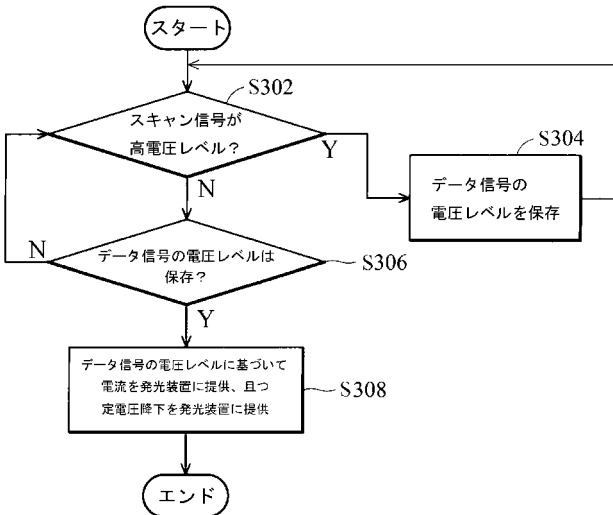 スタート
S302
スキャン信号が
高電圧レベル？
Y
N
S304
データ信号の
電圧レベルを保存
N
データ信号の電圧レベルは
保存？
S306
Y
データ信号の電圧レベルに基づいて
電流を発光装置に提供、且つ
定電圧降下を発光装置に提供
S308
エンド